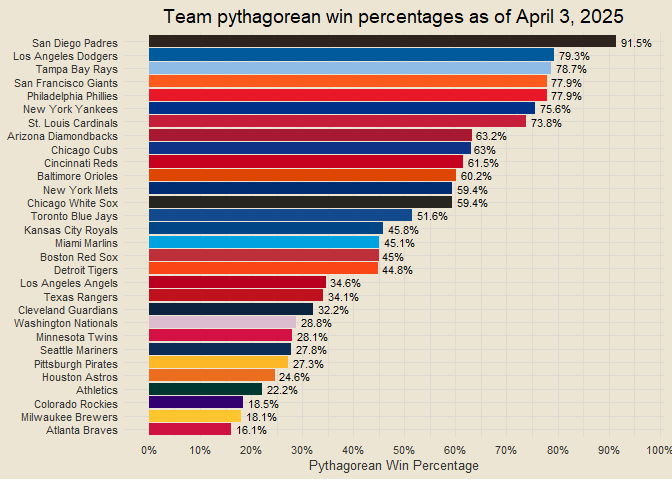 Team pythagorean win percentages as of April 3, 2025
San Diego Padres 91.5%
Los Angeles Dodgers 79.3%
Tampa Bay Rays 78.7%
San Francisco Giants 77.9%
Philadelphia Phillies 77.9%
New York Yankees 75.6%
St. Louis Cardinals 73.8%
Arizona Diamondbacks 63.2%
Chicago Cubs 63%
Cincinnati Reds 61.5%
Baltimore Orioles 60.2%
New York Mets 59.4%
Chicago White Sox 59.4%
Toronto Blue Jays 51.6%
Kansas City Royals 45.8%
Miami Marlins 45.1%
Boston Red Sox 45%
Detroit Tigers 44.8%
Los Angeles Angels 34.6%
Texas Rangers 34.1%
Cleveland Guardians 32.2%
Washington Nationals 28.8%
Minnesota Twins 28.1%
Seattle Mariners 27.8%
Pittsburgh Pirates 27.3%
Houston Astros 24.6%
Athletics 22.2%
Colorado Rockies 18.5%
Milwaukee Brewers 18.1%
Atlanta Braves 16.1%
0% 10% 20% 30% 40% 50% 60% 70% 80% 90% 100%
Pythagorean Win Percentage